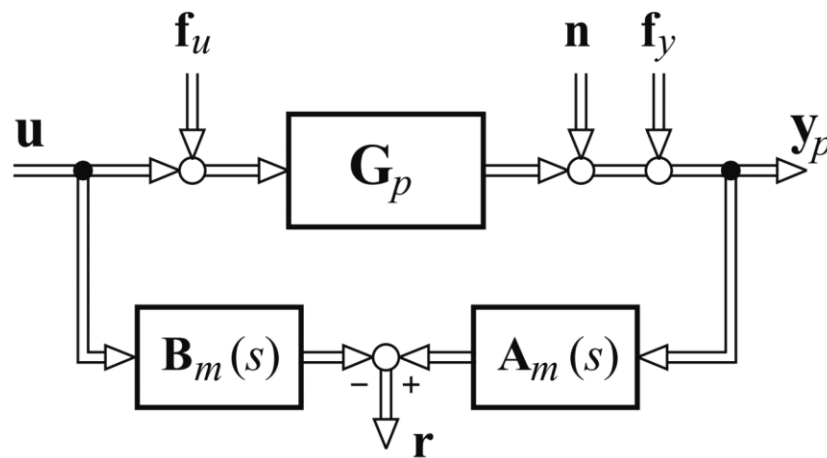 f_u n f_y
u G_p y_p
B_m(s) − + A_m(s)
r